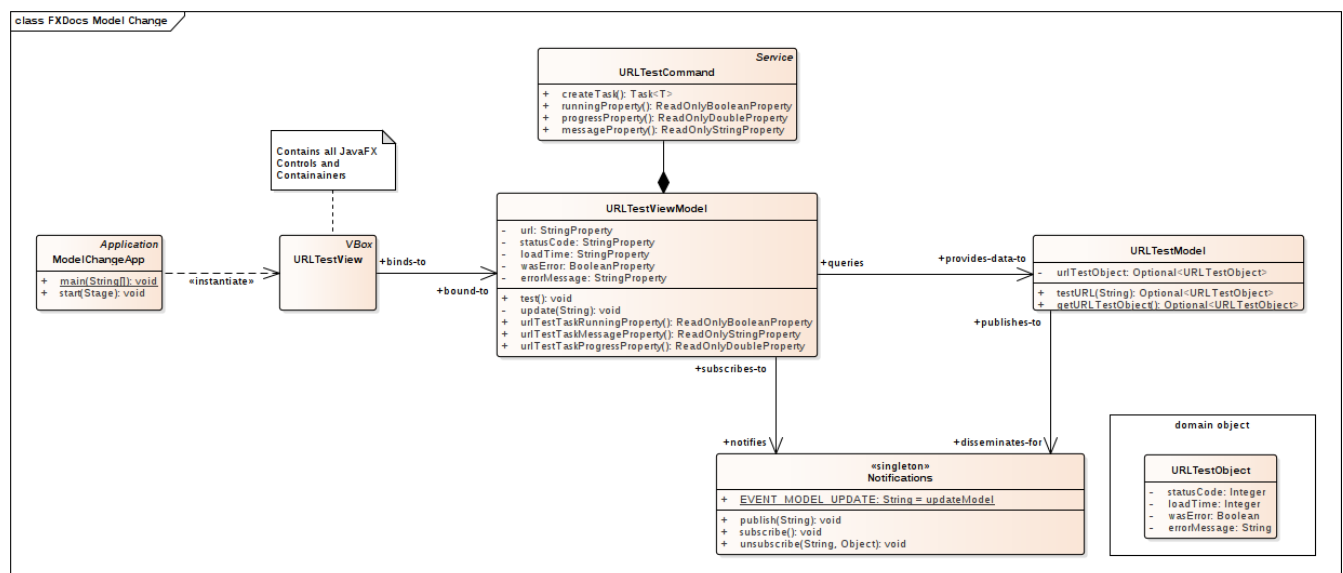 class FXDocs Model Change
Service
URLTestCommand
+ createTask(): Task<T>
+ runningProperty(): ReadOnlyBooleanProperty
+ progressProperty(): ReadOnlyDoubleProperty
+ messageProperty(): ReadOnlyStringProperty
Contains all JavaFX
Controls and
Containainers
Application
ModelChangeApp
+ main(String[]): void
+ start(Stage): void
«instantiate»
VBox
URLTestView
+binds-to
+bound-to
URLTestViewModel
- url: StringProperty
- statusCode: StringProperty
- loadTime: StringProperty
- wasError: BooleanProperty
- errorMessage: StringProperty
+ test(): void
- update(String): void
+ urlTestTaskRunningProperty(): ReadOnlyBooleanProperty
+ urlTestTaskMessageProperty(): ReadOnlyStringProperty
+ urlTestTaskProgressProperty(): ReadOnlyDoubleProperty
+queries
+provides-data-to
URLTestModel
- urlTestObject: Optional<URLTestObject>
+ testURL(String): Optional<URLTestObject>
+ getURLTestObject(): Optional<URLTestObject>
+publishes-to
+subscribes-to
+notifies
+disseminates-for
«singleton»
Notifications
+ EVENT_MODEL_UPDATE: String = updateModel
+ publish(String): void
+ subscribe(): void
+ unsubscribe(String, Object): void
domain object
URLTestObject
- statusCode: Integer
- loadTime: Integer
- wasError: Boolean
- errorMessage: String